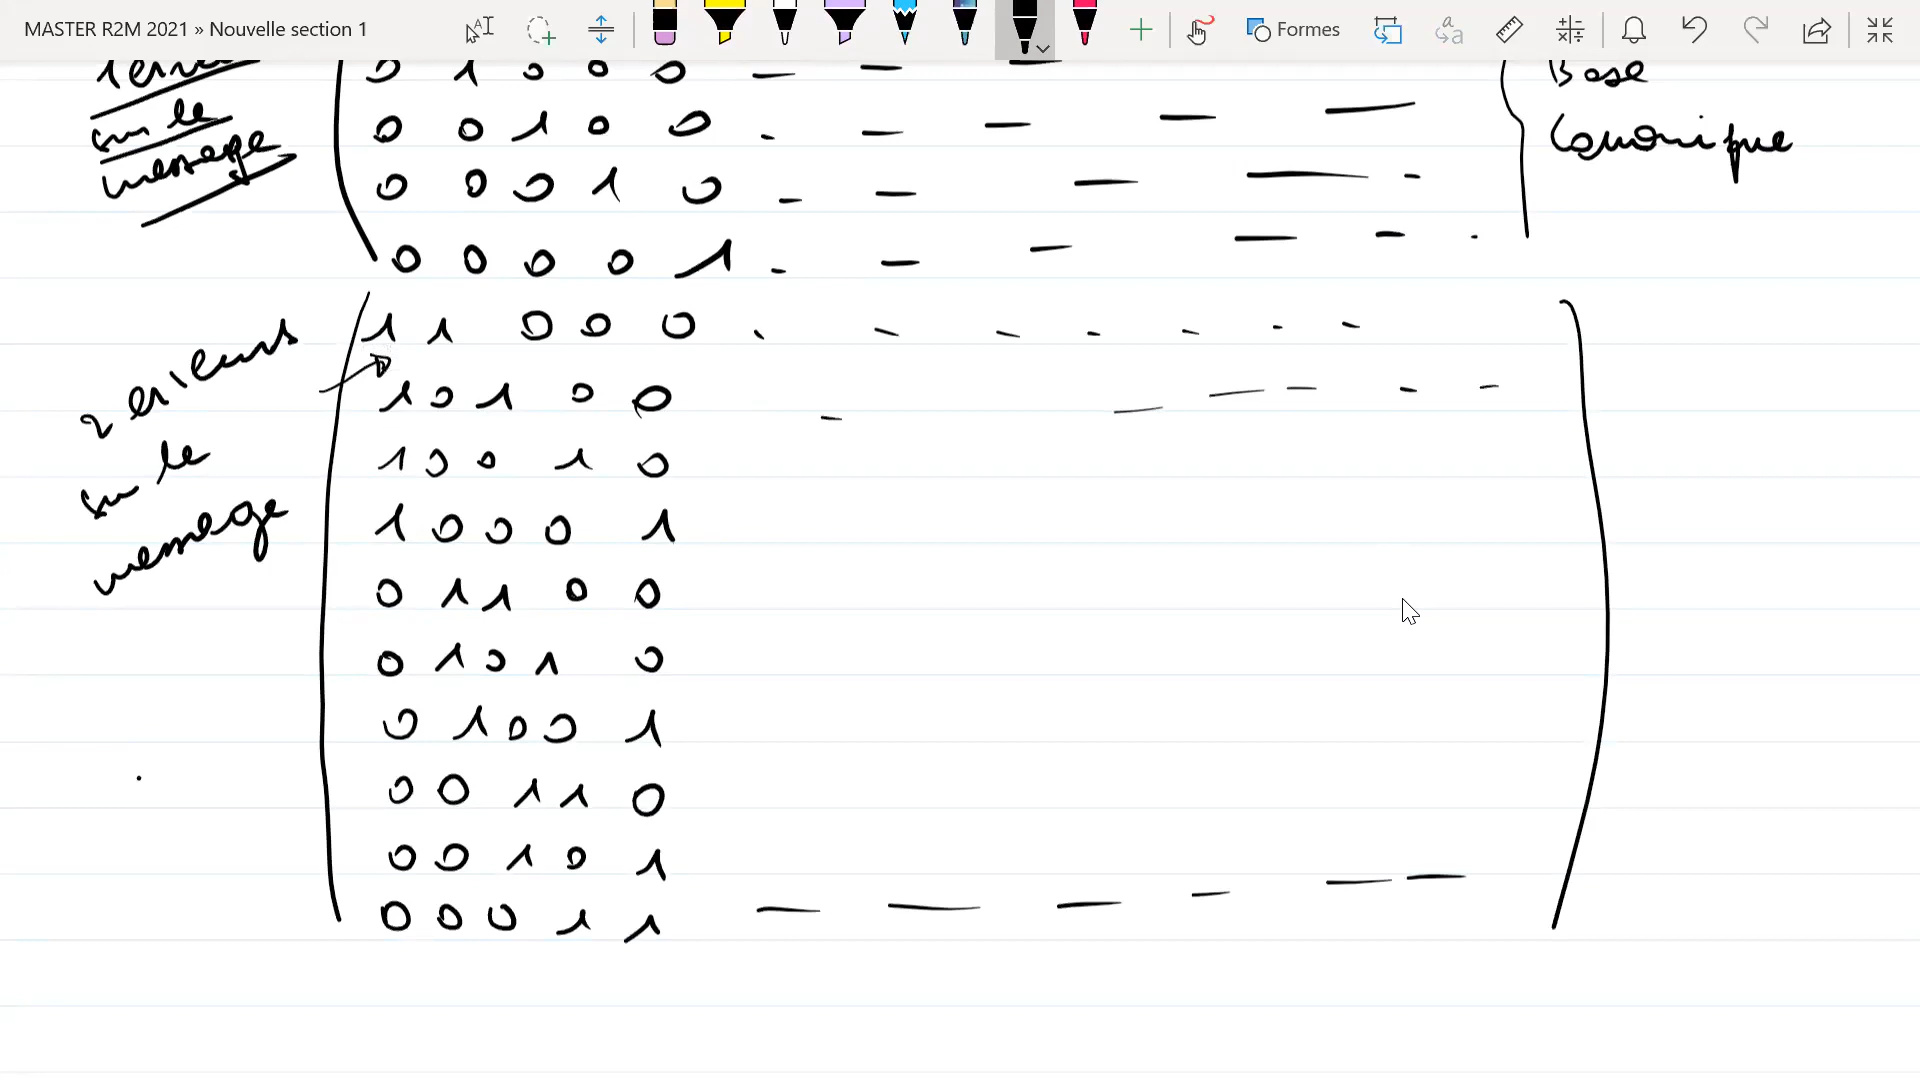 MASTER R2M 2021 » Nouvelle section 1
Formes
0 1 0 0 0 - - - Base
sur le 0 0 1 0 0 . - - - - Canonique
message 0 0 0 1 0 - - - - -
0 0 0 0 1 - - - - - .
1 1 0 0 0 . - - - - - -
2 erreurs 1 0 1 0 0 - - - - - -
sur le 1 0 0 1 0
message 1 0 0 0 1
0 1 1 0 0
0 1 0 1 0
0 1 0 0 1
0 0 1 1 0
0 0 1 0 1
0 0 0 1 1 - - - - - -